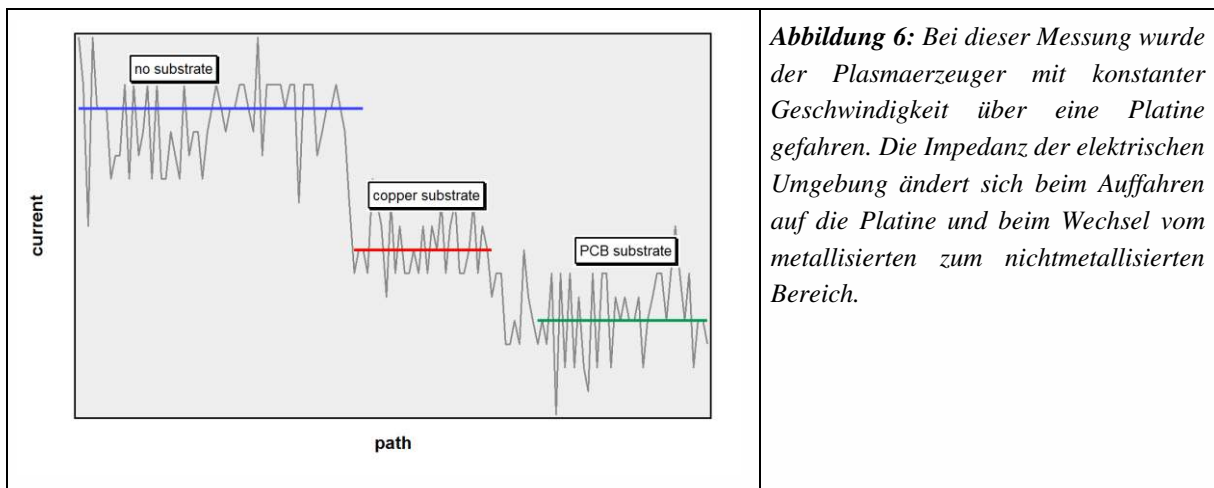 no substrate
copper substrate
PCB substrate
current
path
Abbildung 6: Bei dieser Messung wurde
der Plasmaerzeuger mit konstanter
Geschwindigkeit über eine Platine
gefahren. Die Impedanz der elektrischen
Umgebung ändert sich beim Auffahren
auf die Platine und beim Wechsel vom
metallisierten zum nichtmetallisierten
Bereich.